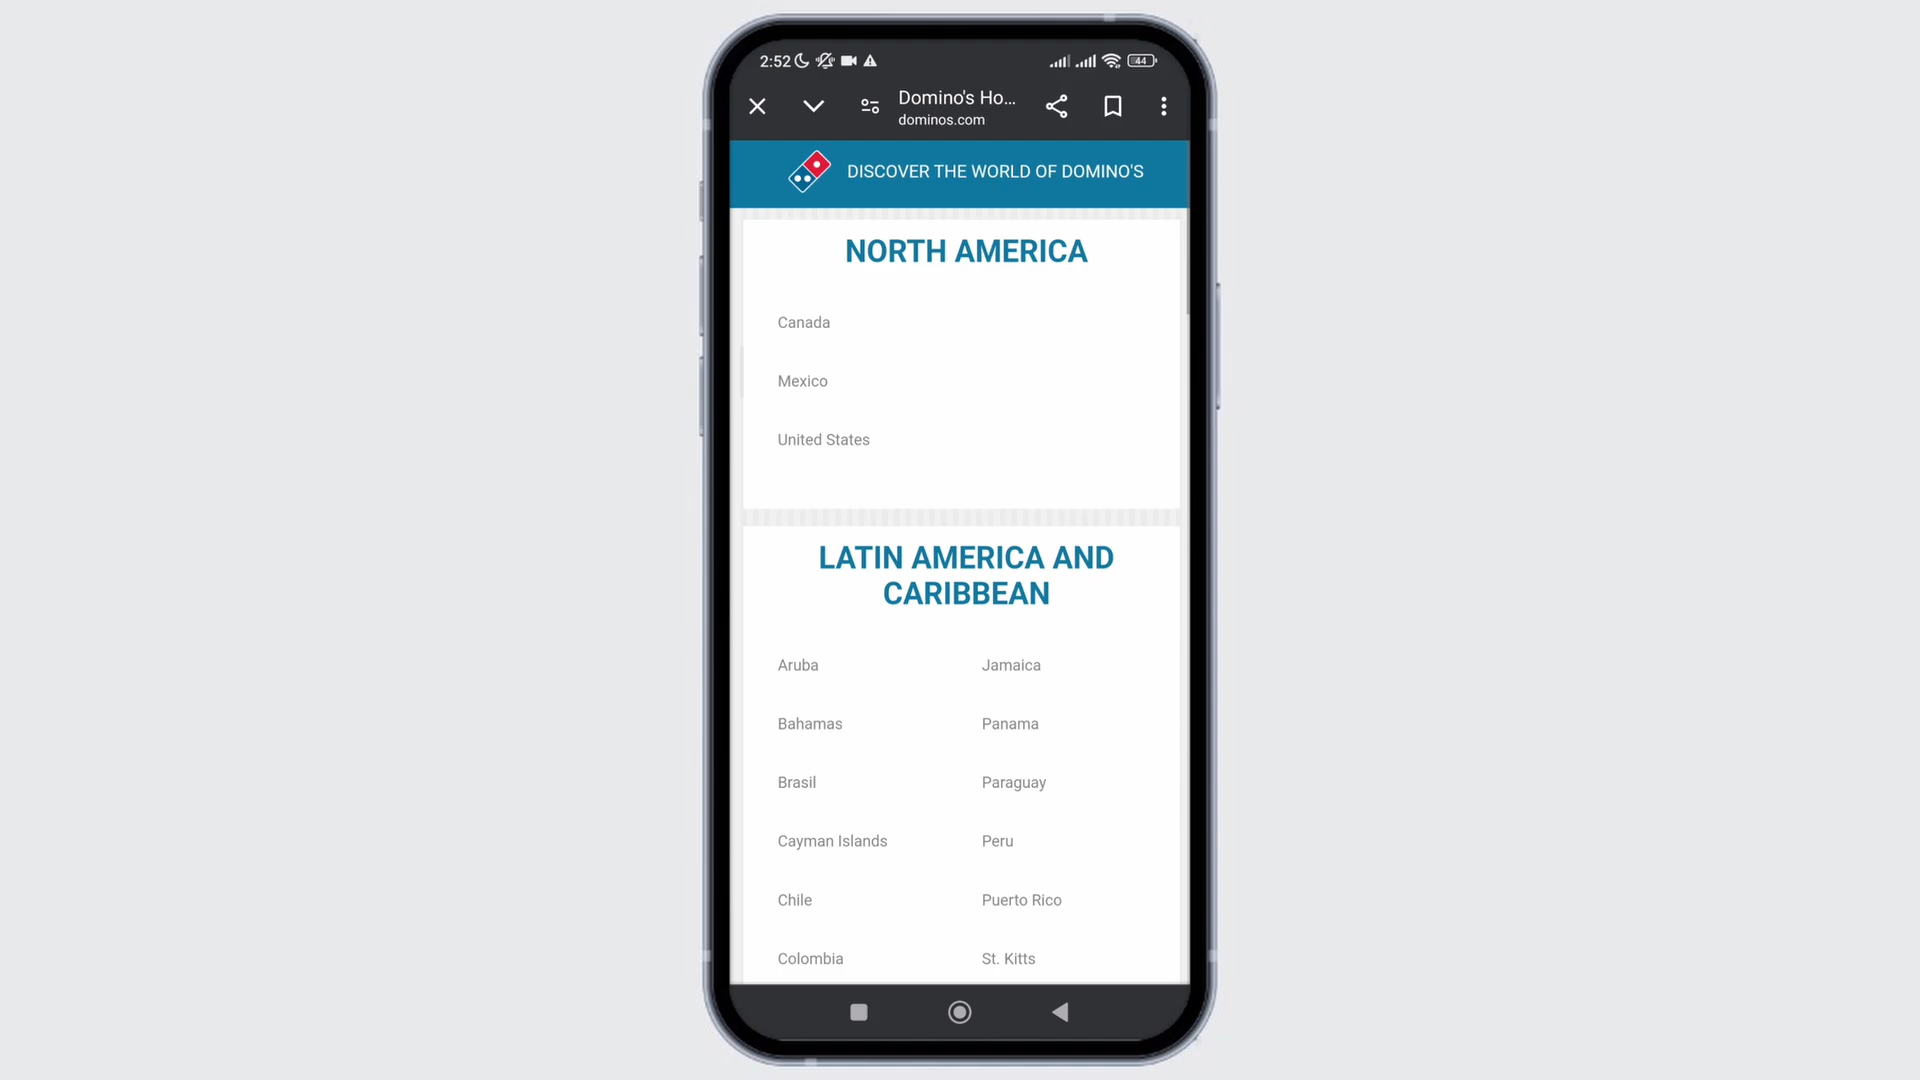 2:52
44
Domino's Ho...
dominos.com
DISCOVER THE WORLD OF DOMINO'S
NORTH AMERICA
Canada
Mexico
United States
LATIN AMERICA AND
CARIBBEAN
Aruba
Jamaica
Bahamas
Panama
Brasil
Paraguay
Cayman Islands
Peru
Chile
Puerto Rico
Colombia
St. Kitts